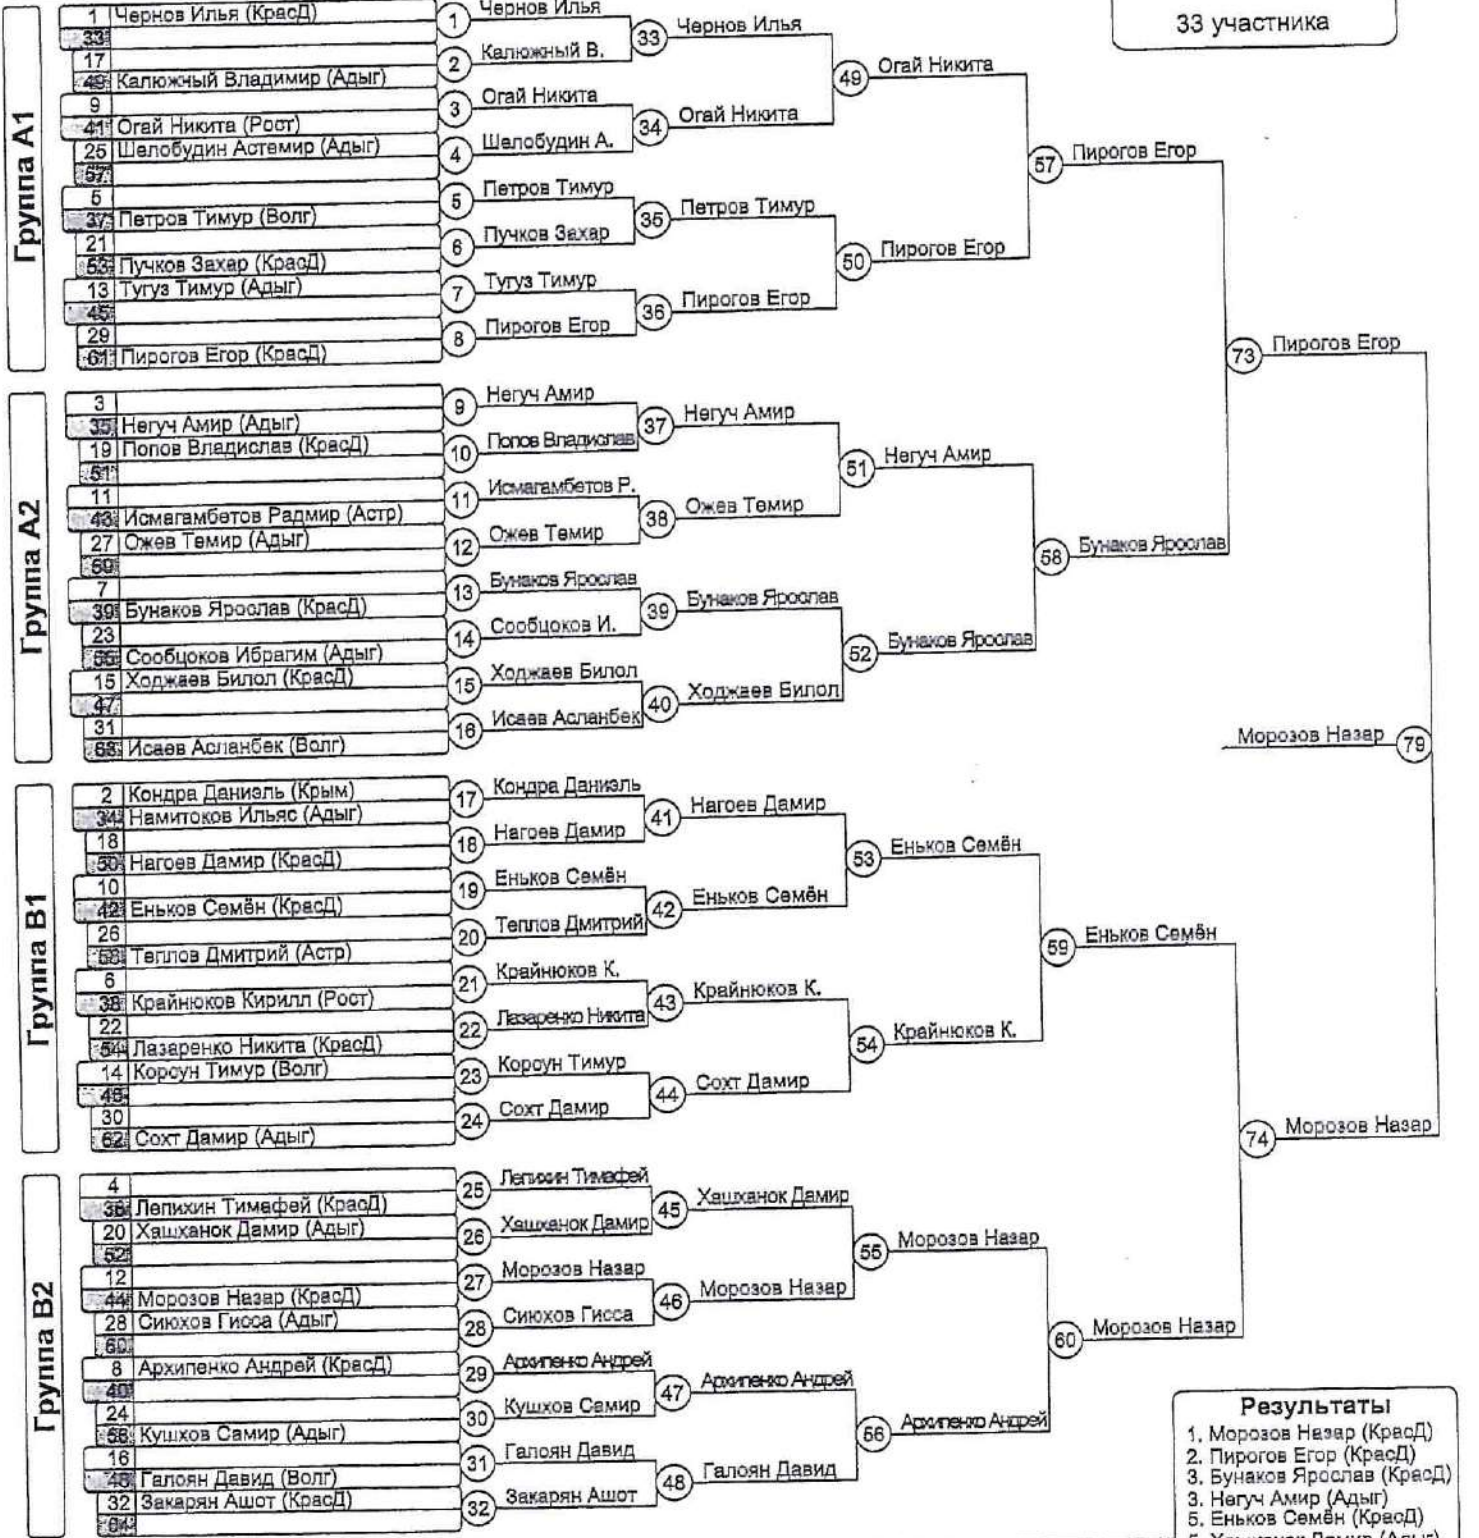 33 участника
Группа A1
1 Чернов Илья (КрасД)
33
17
49 Калюжный Владимир (Адыг)
9
41 Огай Никита (Рост)
25 Шелобудин Астемир (Адыг)
57
5
37 Петров Тимур (Волг)
21
53 Пучков Захар (КрасД)
13 Тугуз Тимур (Адыг)
45
29
61 Пирогов Егор (КрасД)
Группа A2
3
35 Негуч Амир (Адыг)
19 Попов Владислав (КрасД)
51
11
43 Исмагамбетов Радмир (Астр)
27 Ожев Темир (Адыг)
59
7
39 Бунаков Ярослав (КрасД)
23
55 Сообцоков Ибрагим (Адыг)
15 Ходжаев Билол (КрасД)
47
31
63 Исаев Асланбек (Волг)
Группа B1
2 Кондра Даниэль (Крым)
34 Намитоков Ильяс (Адыг)
18
50 Нагоев Дамир (КрасД)
10
42 Еньков Семён (КрасД)
26
58 Теплов Дмитрий (Астр)
6
38 Крайнюков Кирилл (Рост)
22
54 Лазаренко Никита (КрасД)
14 Корсун Тимур (Волг)
46
30
62 Сохт Дамир (Адыг)
Группа B2
4
36 Лепихин Тимафей (КрасД)
20 Хашханок Дамир (Адыг)
52
12
44 Морозов Назар (КрасД)
28 Сиюхов Гисса (Адыг)
60
8 Архипенко Андрей (КрасД)
40
24
56 Кушхов Самир (Адыг)
16
48 Галоян Давид (Волг)
32 Закарян Ашот (КрасД)
64
1 Чернов Илья
2 Калюжный В.
3 Огай Никита
4 Шелобудин А.
5 Петров Тимур
6 Пучков Захар
7 Тугуз Тимур
8 Пирогов Егор
9 Негуч Амир
10 Попов Владислав
11 Исмагамбетов Р.
12 Ожев Темир
13 Бунаков Ярослав
14 Сообцоков И.
15 Ходжаев Билол
16 Исаев Асланбек
17 Кондра Даниэль
18 Нагоев Дамир
19 Еньков Семён
20 Теплов Дмитрий
21 Крайнюков К.
22 Лазаренко Никита
23 Корсун Тимур
24 Сохт Дамир
25 Лепихин Тимафей
26 Хашханок Дамир
27 Морозов Назар
28 Сиюхов Гисса
29 Архипенко Андрей
30 Кушхов Самир
31 Галоян Давид
32 Закарян Ашот
33 Чернов Илья
34 Огай Никита
35 Петров Тимур
36 Пирогов Егор
37 Негуч Амир
38 Ожев Темир
39 Бунаков Ярослав
40 Ходжаев Билол
41 Нагоев Дамир
42 Еньков Семён
43 Крайнюков К.
44 Сохт Дамир
45 Хашханок Дамир
46 Морозов Назар
47 Архипенко Андрей
48 Галоян Давид
49 Огай Никита
50 Пирогов Егор
51 Негуч Амир
52 Бунаков Ярослав
53 Еньков Семён
54 Крайнюков К.
55 Морозов Назар
56 Архипенко Андрей
57 Пирогов Егор
58 Бунаков Ярослав
59 Еньков Семён
60 Морозов Назар
73 Пирогов Егор
74 Морозов Назар
Морозов Назар 79
Результаты
1. Морозов Назар (КрасД)
2. Пирогов Егор (КрасД)
3. Бунаков Ярослав (КрасД)
3. Негуч Амир (Адыг)
5. Еньков Семён (КрасД)
5. Хашханок Дамир (Адыг)